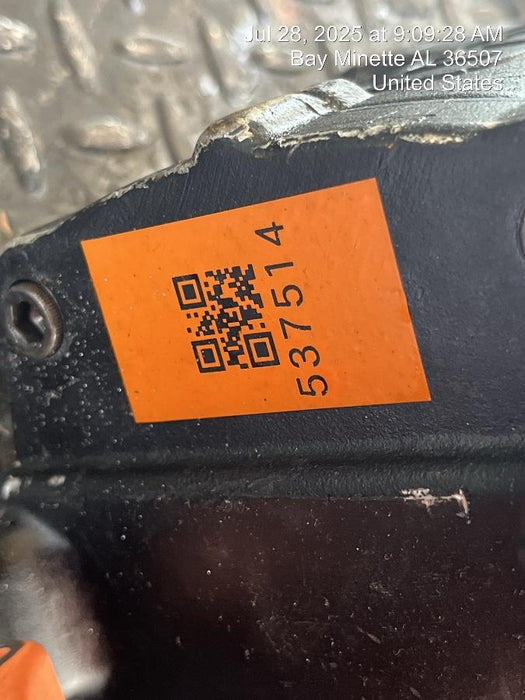 Jul 28, 2025 at 9:09:28 AM
Bay Minette AL 36507
United States
537514